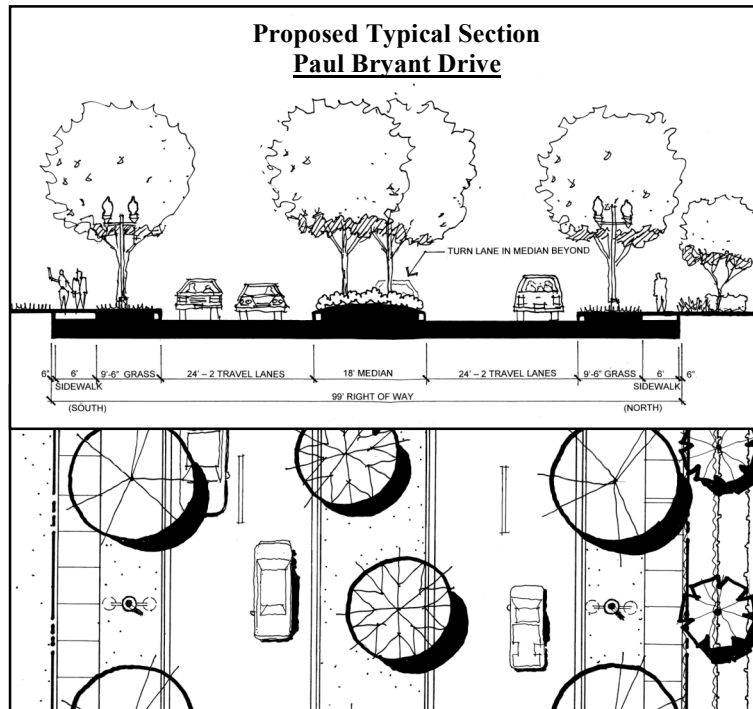 Proposed Typical Section
Paul Bryant Drive
TURN LANE IN MEDIAN BEYOND
6" 6' 9'-6" GRASS 24' – 2 TRAVEL LANES 18' MEDIAN 24' – 2 TRAVEL LANES 9'-6" GRASS 6' 6"
SIDEWALK SIDEWALK
99' RIGHT OF WAY
(SOUTH) (NORTH)